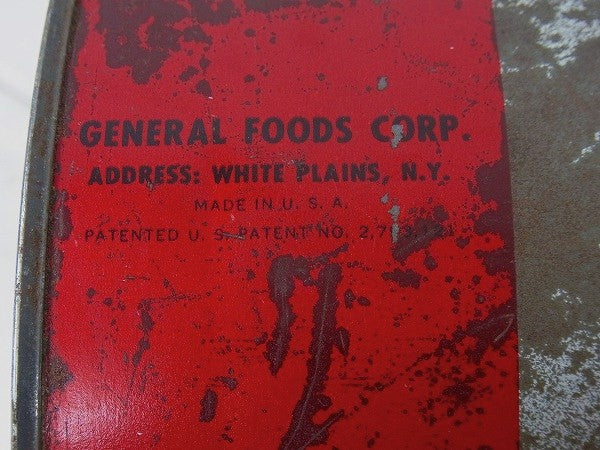 GENERAL FOODS CORP.
ADDRESS: WHITE PLAINS, N.Y.
MADE IN U. S. A.
PATENTED U. S. PATENT NO.